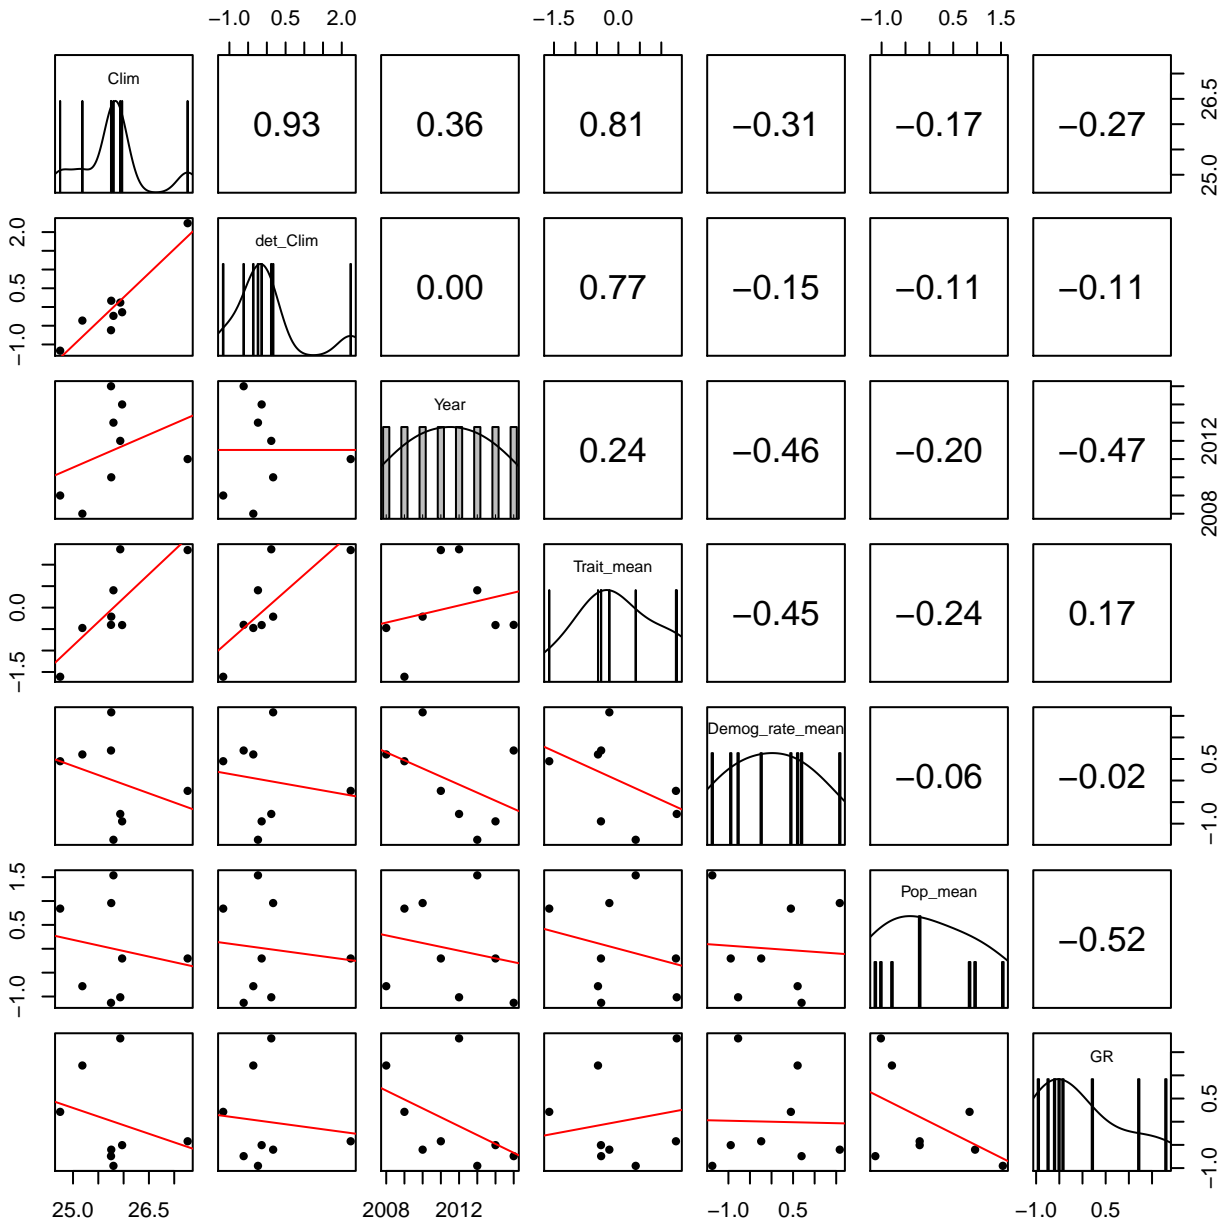 −1.0 0.5 2.0 −1.5 0.0 −1.0 0.5 1.5
Clim
0.93 0.36 0.81 −0.31 −0.17 −0.27
25.0 26.5
det_Clim
−1.0 0.5 2.0
0.00 0.77 −0.15 −0.11 −0.11
Year
0.24 −0.46 −0.20 −0.47
2008 2012
Trait_mean
−1.5 0.0
−0.45 −0.24 0.17
Demog_rate_mean
−0.06 −0.02
−1.0 0.5
Pop_mean
−1.0 0.5 1.5
−0.52
GR
−1.0 0.5
25.0 26.5 2008 2012 −1.0 0.5 −1.0 0.5